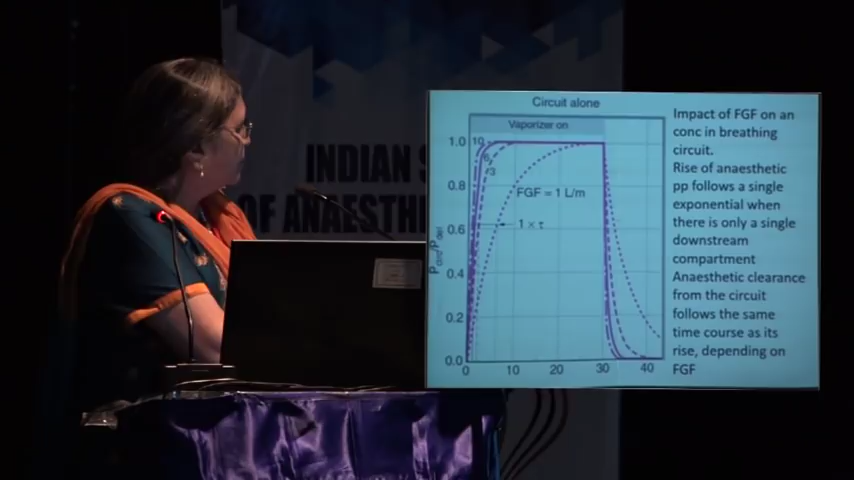 INDIAN S
OF ANAESTH
Circuit alone
Vaporizer on
1.0
10
6
3
0.8
FGF = 1 L/m
0.6
1 × τ
0.4
0.2
0.0
0
10
20
30
40
Impact of FGF on an
conc in breathing
circuit.
Rise of anaesthetic
pp follows a single
exponential when
there is only a single
downstream
compartment
Anaesthetic clearance
from the circuit
follows the same
time course as its
rise, depending on
FGF